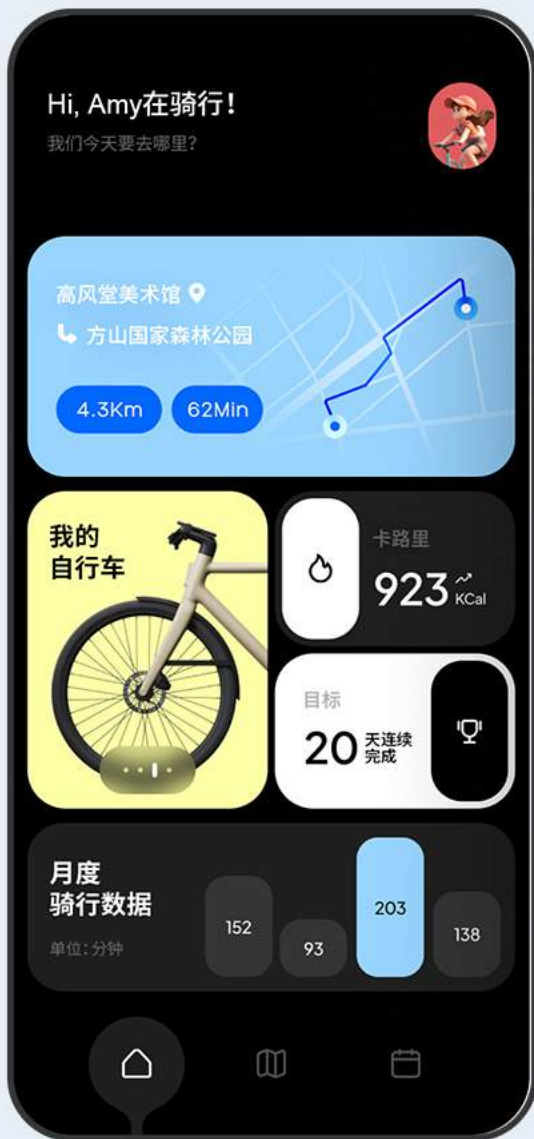 Hi, Amy在骑行!
我们今天要去哪里?
高风堂美术馆
方山国家森林公园
4.3Km
62Min
我的
自行车
卡路里
923
KCal
目标
20
天连续
完成
月度
骑行数据
单位:分钟
152
93
203
138